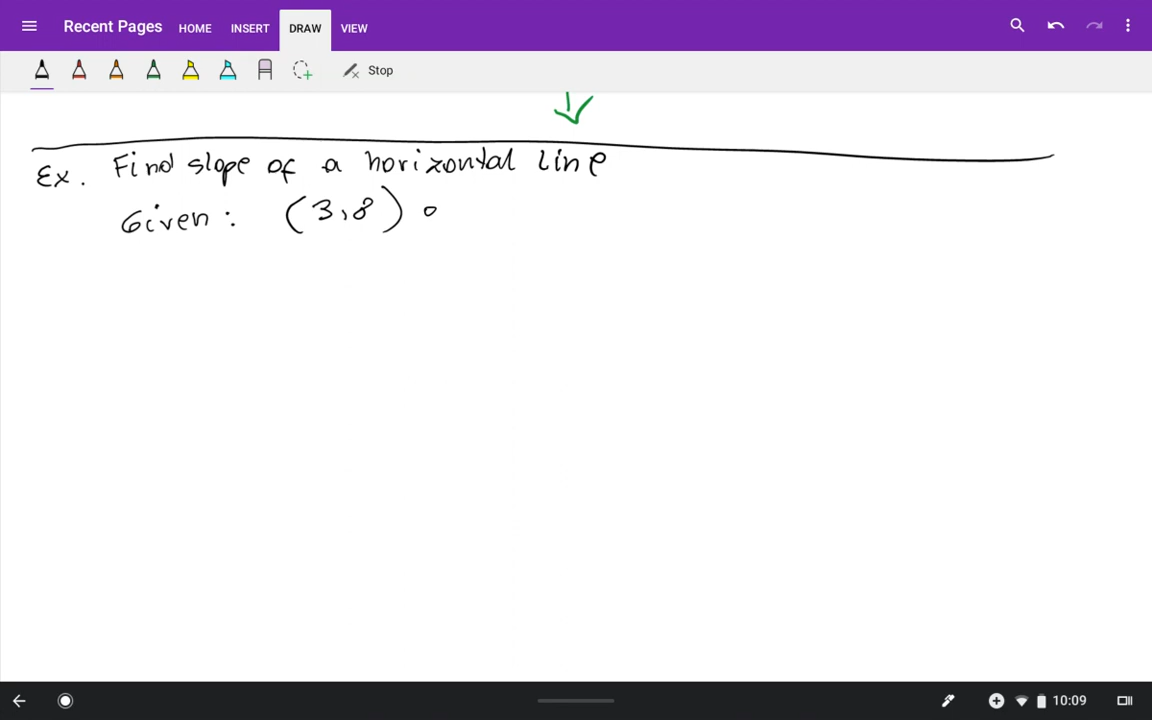 Recent Pages HOME INSERT DRAW VIEW
Stop
Ex. Find slope of a horizontal line
Given: (3,8)
10:09